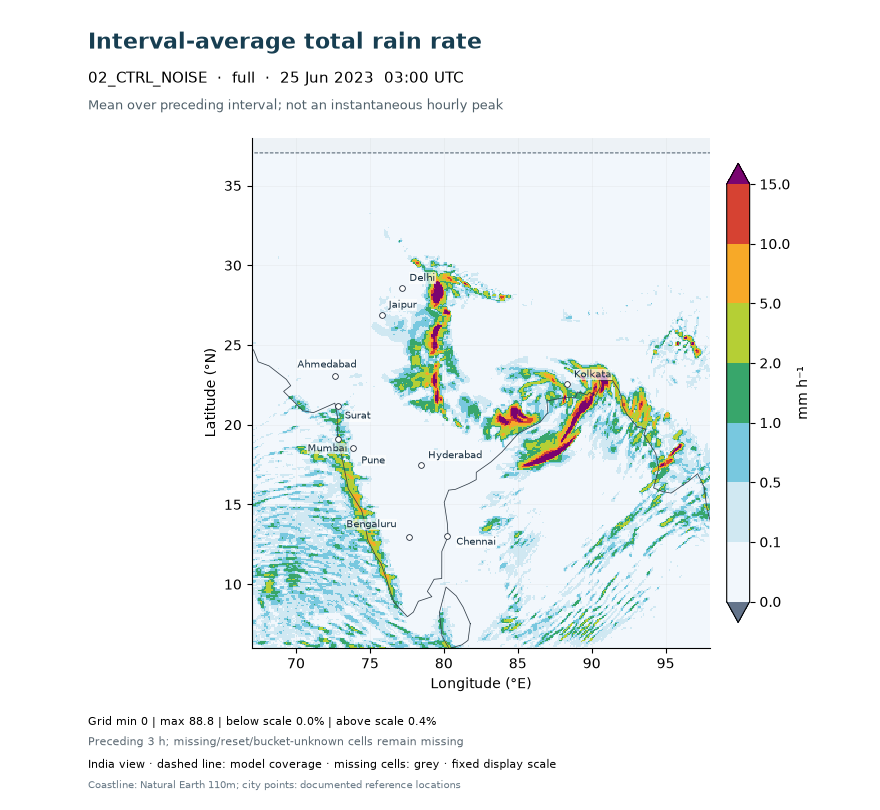 Interval-average total rain rate
02_CTRL_NOISE · full · 25 Jun 2023 03:00 UTC
Mean over preceding interval; not an instantaneous hourly peak
35
30
25
20
15
10
Latitude (°N)
70
75
80
85
90
95
Longitude (°E)
Delhi
Jaipur
Ahmedabad
Kolkata
Surat
Mumbai
Pune
Hyderabad
Bengaluru
Chennai
15.0
10.0
5.0
2.0
1.0
0.5
0.1
0.0
mm h⁻¹
Grid min 0 | max 88.8 | below scale 0.0% | above scale 0.4%
Preceding 3 h; missing/reset/bucket-unknown cells remain missing
India view · dashed line: model coverage · missing cells: grey · fixed display scale
Coastline: Natural Earth 110m; city points: documented reference locations